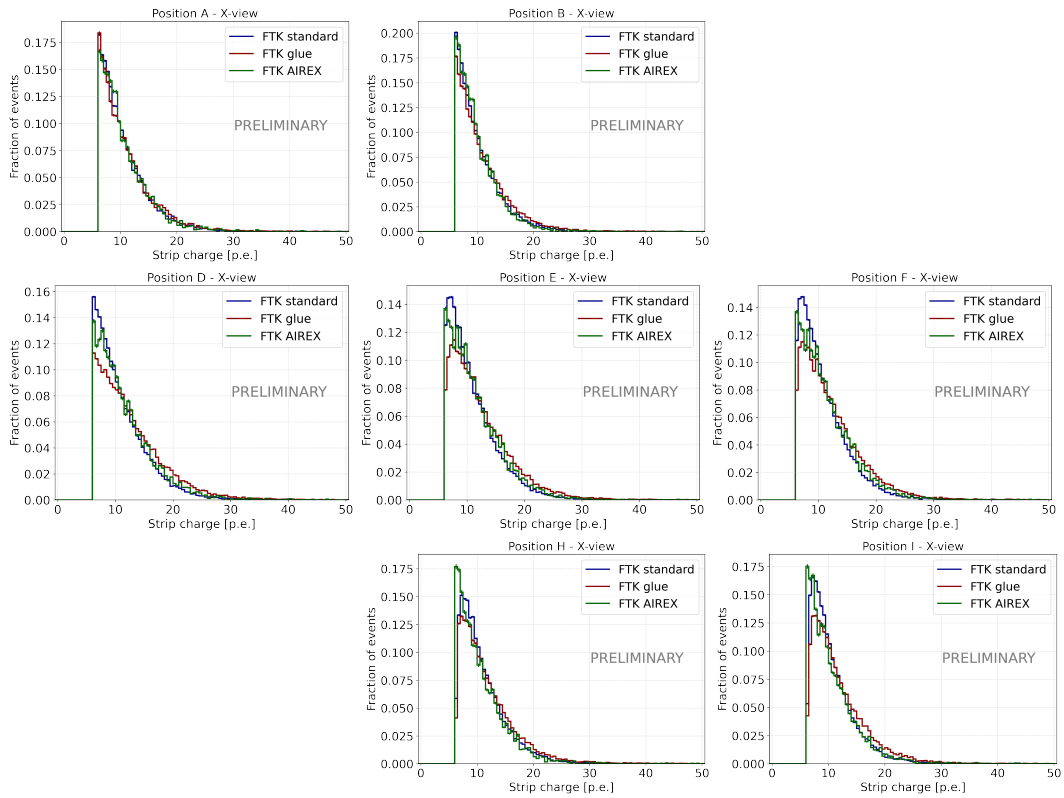 Position A - X-view
Fraction of events
0.175
0.150
0.125
0.100
0.075
0.050
0.025
0.000
FTK standard
FTK glue
FTK AIREX
PRELIMINARY
0 10 20 30 40 50
Strip charge [p.e.]
Position B - X-view
Fraction of events
0.200
0.175
0.150
0.125
0.100
0.075
0.050
0.025
0.000
FTK standard
FTK glue
FTK AIREX
PRELIMINARY
0 10 20 30 40 50
Strip charge [p.e.]
Position D - X-view
Fraction of events
0.16
0.14
0.12
0.10
0.08
0.06
0.04
0.02
0.00
FTK standard
FTK glue
FTK AIREX
PRELIMINARY
0 10 20 30 40 50
Strip charge [p.e.]
Position E - X-view
Fraction of events
0.14
0.12
0.10
0.08
0.06
0.04
0.02
0.00
FTK standard
FTK glue
FTK AIREX
PRELIMINARY
0 10 20 30 40 50
Strip charge [p.e.]
Position F - X-view
Fraction of events
0.14
0.12
0.10
0.08
0.06
0.04
0.02
0.00
FTK standard
FTK glue
FTK AIREX
PRELIMINARY
0 10 20 30 40 50
Strip charge [p.e.]
Position H - X-view
Fraction of events
0.175
0.150
0.125
0.100
0.075
0.050
0.025
0.000
FTK standard
FTK glue
FTK AIREX
PRELIMINARY
0 10 20 30 40 50
Strip charge [p.e.]
Position I - X-view
Fraction of events
0.175
0.150
0.125
0.100
0.075
0.050
0.025
0.000
FTK standard
FTK glue
FTK AIREX
PRELIMINARY
0 10 20 30 40 50
Strip charge [p.e.]